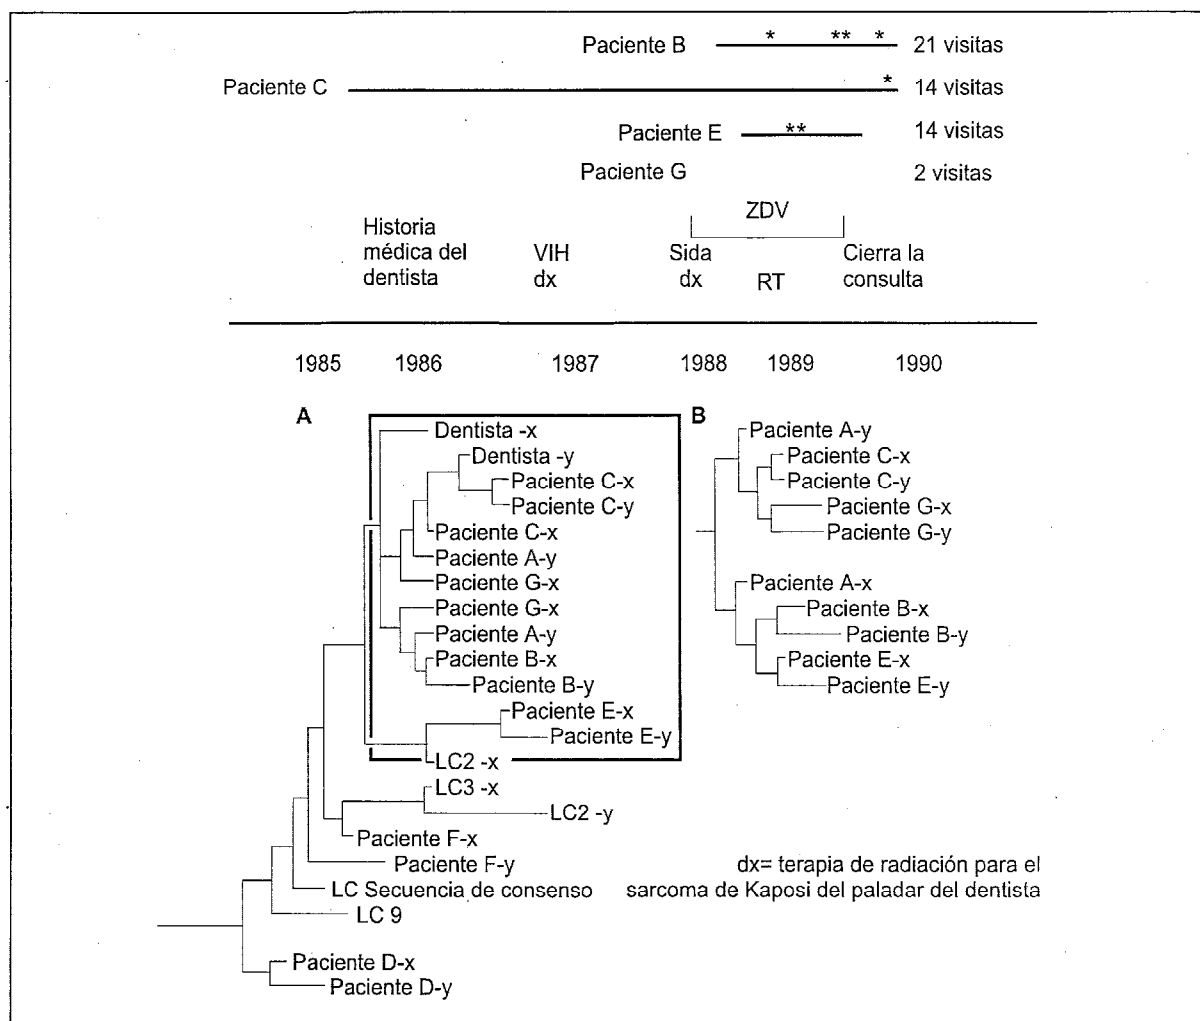 Paciente B * ** * 21 visitas
Paciente C * 14 visitas
Paciente E ** 14 visitas
Paciente G 2 visitas
ZDV
Historia
médica del
dentista
VIH
dx
Sida
dx
RT
Cierra la
consulta
1985 1986 1987 1988 1989 1990
A
Dentista -x
Dentista -y
Paciente C-x
Paciente C-y
Paciente C-x
Paciente A-y
Paciente G-x
Paciente G-x
Paciente A-y
Paciente B-x
Paciente B-y
Paciente E-x
Paciente E-y
LC2 -x
LC3 -x
LC2 -y
Paciente F-x
Paciente F-y
LC Secuencia de consenso
LC 9
Paciente D-x
Paciente D-y
B
Paciente A-y
Paciente C-x
Paciente C-y
Paciente G-x
Paciente G-y
Paciente A-x
Paciente B-x
Paciente B-y
Paciente E-x
Paciente E-y
dx= terapia de radiación para el
sarcoma de Kaposi del paladar del dentista